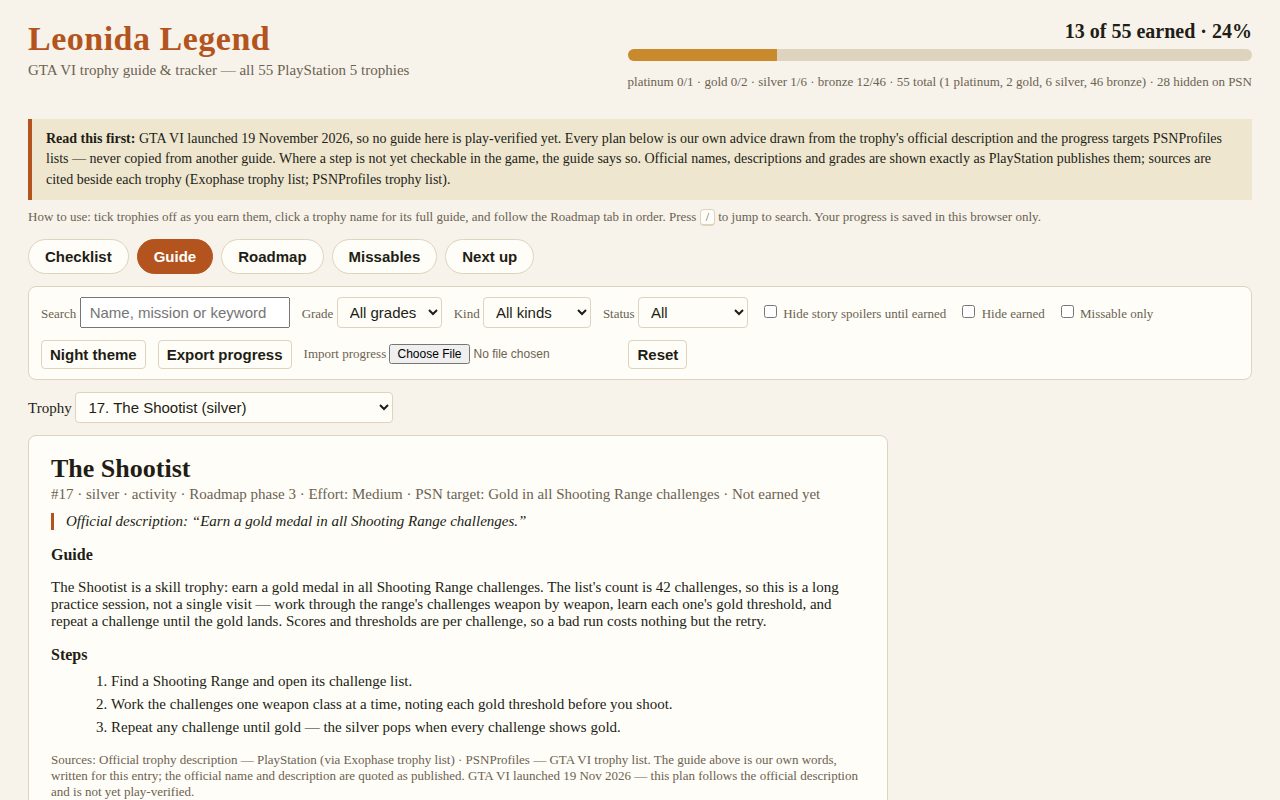 Leonida Legend
GTA VI trophy guide & tracker — all 55 PlayStation 5 trophies
13 of 55 earned · 24%
platinum 0/1 · gold 0/2 · silver 1/6 · bronze 12/46 · 55 total (1 platinum, 2 gold, 6 silver, 46 bronze) · 28 hidden on PSN
Read this first: GTA VI launched 19 November 2026, so no guide here is play-verified yet. Every plan below is our own advice drawn from the trophy's official description and the progress targets PSNProfiles
lists — never copied from another guide. Where a step is not yet checkable in the game, the guide says so. Official names, descriptions and grades are shown exactly as PlayStation publishes them; sources are
cited beside each trophy (Exophase trophy list; PSNProfiles trophy list).
How to use: tick trophies off as you earn them, click a trophy name for its full guide, and follow the Roadmap tab in order. Press / to jump to search. Your progress is saved in this browser only.
Checklist Guide Roadmap Missables Next up
Search Name, mission or keyword Grade All grades Kind All kinds Status All Hide story spoilers until earned Hide earned Missable only
Night theme Export progress Import progress Choose File No file chosen Reset
Trophy 17. The Shootist (silver)
The Shootist
#17 · silver · activity · Roadmap phase 3 · Effort: Medium · PSN target: Gold in all Shooting Range challenges · Not earned yet
Official description: “Earn a gold medal in all Shooting Range challenges.”
Guide
The Shootist is a skill trophy: earn a gold medal in all Shooting Range challenges. The list's count is 42 challenges, so this is a long
practice session, not a single visit — work through the range's challenges weapon by weapon, learn each one's gold threshold, and
repeat a challenge until the gold lands. Scores and thresholds are per challenge, so a bad run costs nothing but the retry.
Steps
1. Find a Shooting Range and open its challenge list.
2. Work the challenges one weapon class at a time, noting each gold threshold before you shoot.
3. Repeat any challenge until gold — the silver pops when every challenge shows gold.
Sources: Official trophy description — PlayStation (via Exophase trophy list) · PSNProfiles — GTA VI trophy list. The guide above is our own words,
written for this entry; the official name and description are quoted as published. GTA VI launched 19 Nov 2026 — this plan follows the official description
and is not yet play-verified.